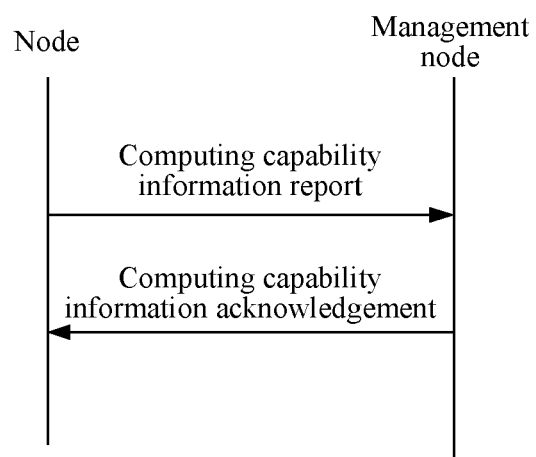 Node
Management
node
Computing capability
information report
Computing capability
information acknowledgement